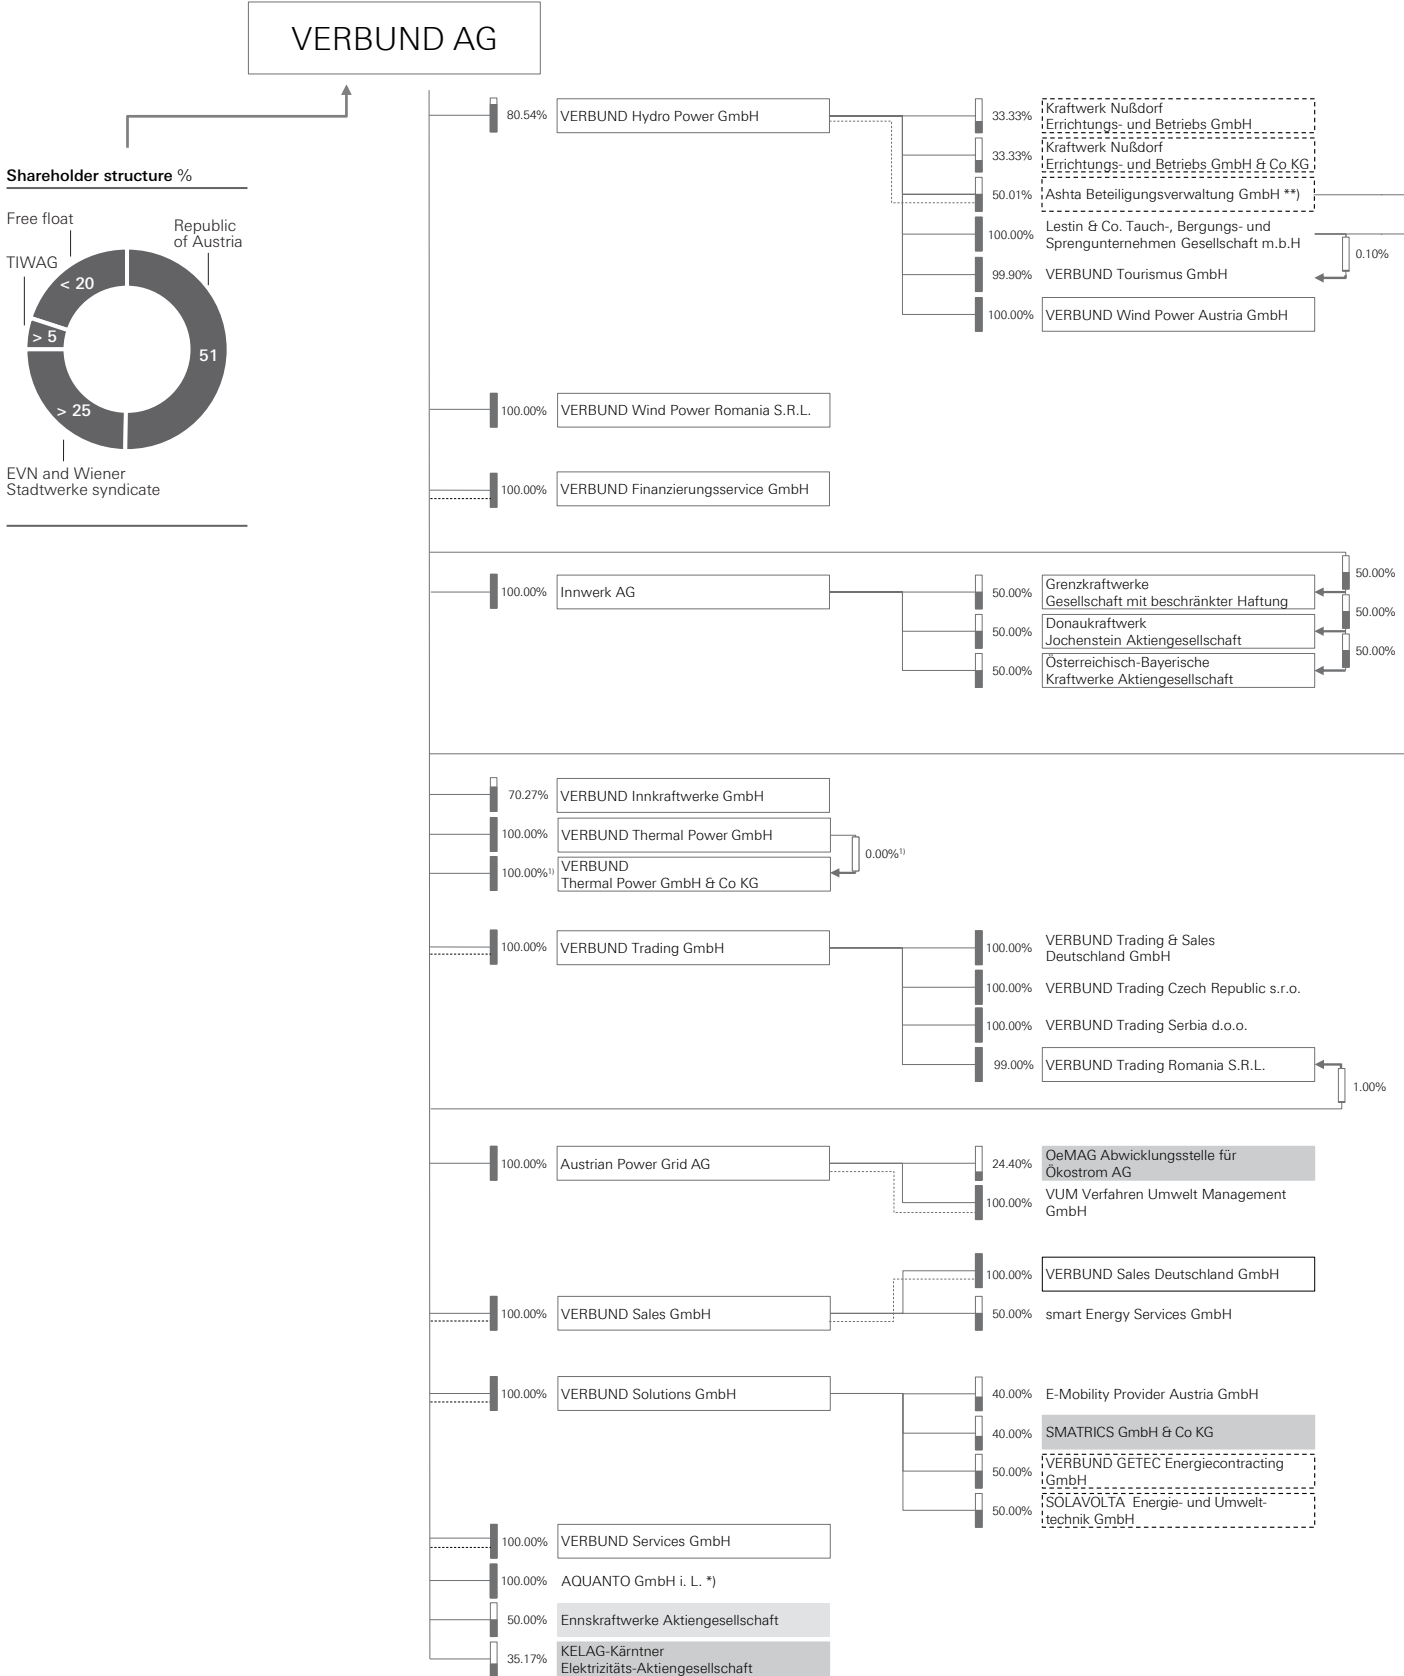 VERBUND AG
Shareholder structure %
Free float
Republic
of Austria
TIWAG
< 20
> 5
51
> 25
EVN and Wiener
Stadtwerke syndicate
80.54% VERBUND Hydro Power GmbH
33.33% Kraftwerk Nußdorf
Errichtungs- und Betriebs GmbH
33.33% Kraftwerk Nußdorf
Errichtungs- und Betriebs GmbH & Co KG
50.01% Ashta Beteiligungsverwaltung GmbH **)
100.00% Lestin & Co. Tauch-, Bergungs- und
Sprengunternehmen Gesellschaft m.b.H
0.10%
99.90% VERBUND Tourismus GmbH
100.00% VERBUND Wind Power Austria GmbH
100.00% VERBUND Wind Power Romania S.R.L.
100.00% VERBUND Finanzierungsservice GmbH
100.00% Innwerk AG
50.00% Grenzkraftwerke
Gesellschaft mit beschränkter Haftung
50.00%
50.00% Donaukraftwerk
Jochenstein Aktiengesellschaft
50.00%
50.00% Österreichisch-Bayerische
Kraftwerke Aktiengesellschaft
50.00%
70.27% VERBUND Innkraftwerke GmbH
100.00% VERBUND Thermal Power GmbH
0.00%¹⁾
100.00%¹⁾ VERBUND
Thermal Power GmbH & Co KG
100.00% VERBUND Trading GmbH
100.00% VERBUND Trading & Sales
Deutschland GmbH
100.00% VERBUND Trading Czech Republic s.r.o.
100.00% VERBUND Trading Serbia d.o.o.
99.00% VERBUND Trading Romania S.R.L.
1.00%
100.00% Austrian Power Grid AG
24.40% OeMAG Abwicklungsstelle für
Ökostrom AG
100.00% VUM Verfahren Umwelt Management
GmbH
100.00% VERBUND Sales GmbH
100.00% VERBUND Sales Deutschland GmbH
50.00% smart Energy Services GmbH
100.00% VERBUND Solutions GmbH
40.00% E-Mobility Provider Austria GmbH
40.00% SMATRICS GmbH & Co KG
50.00% VERBUND GETEC Energiecontracting
GmbH
50.00% SOLAVOLTA Energie- und Umwelt-
technik GmbH
100.00% VERBUND Services GmbH
100.00% AQUANTO GmbH i. L. *)
50.00% Ennskraftwerke Aktiengesellschaft
35.17% KELAG-Kärntner
Elektrizitäts-Aktiengesellschaft